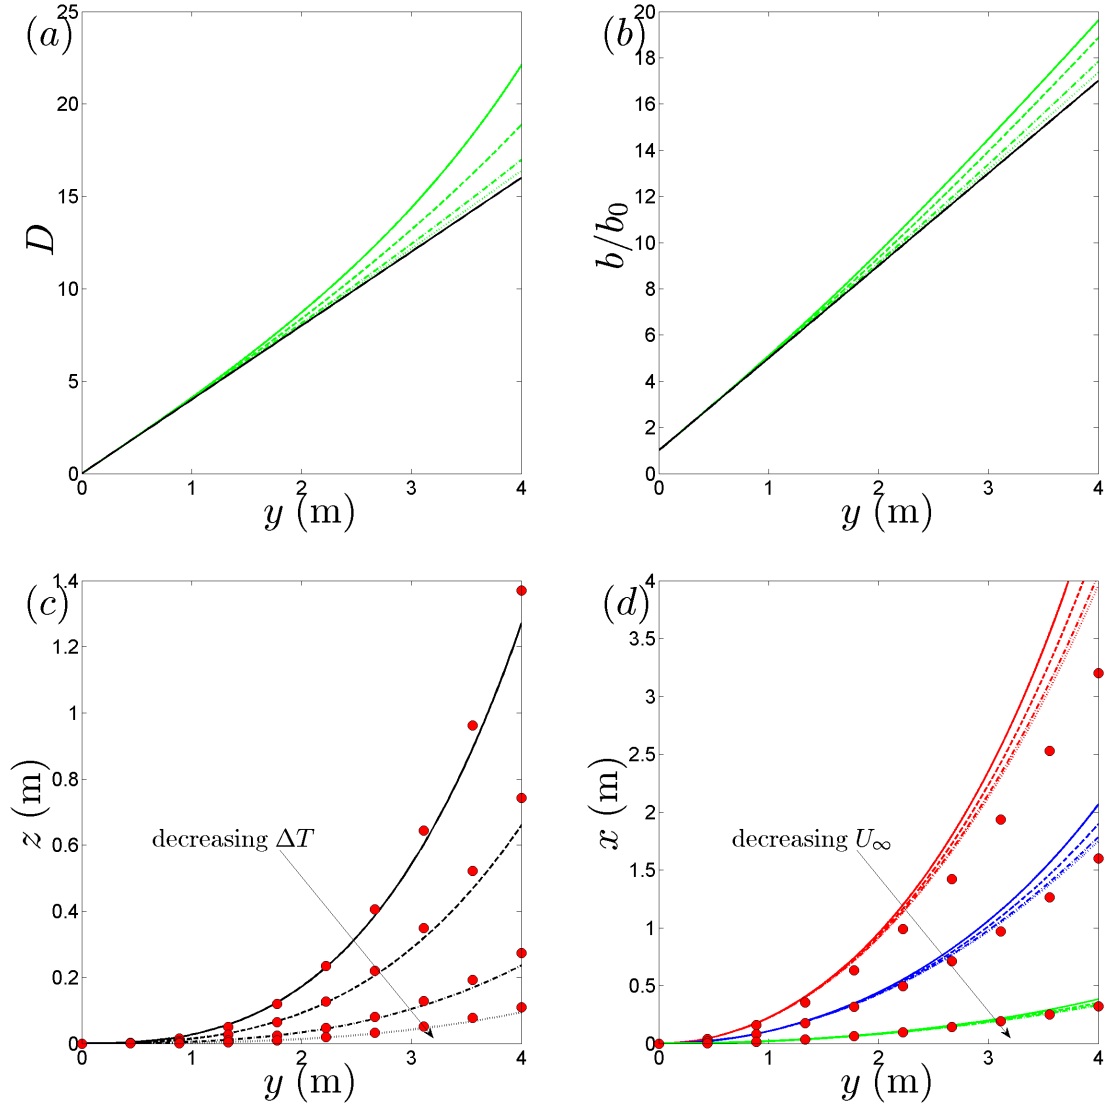 (a)
25
20
15
10
5
0
D
0 1 2 3 4
y (m)
(b)
20
18
16
14
12
10
8
6
4
2
0
b/b₀
0 1 2 3 4
y (m)
(c)
1.4
1.2
1
0.8
0.6
0.4
0.2
0
z (m)
decreasing ΔT
0 1 2 3 4
y (m)
(d)
4
3.5
3
2.5
2
1.5
1
0.5
0
x (m)
decreasing U∞
0 1 2 3 4
y (m)